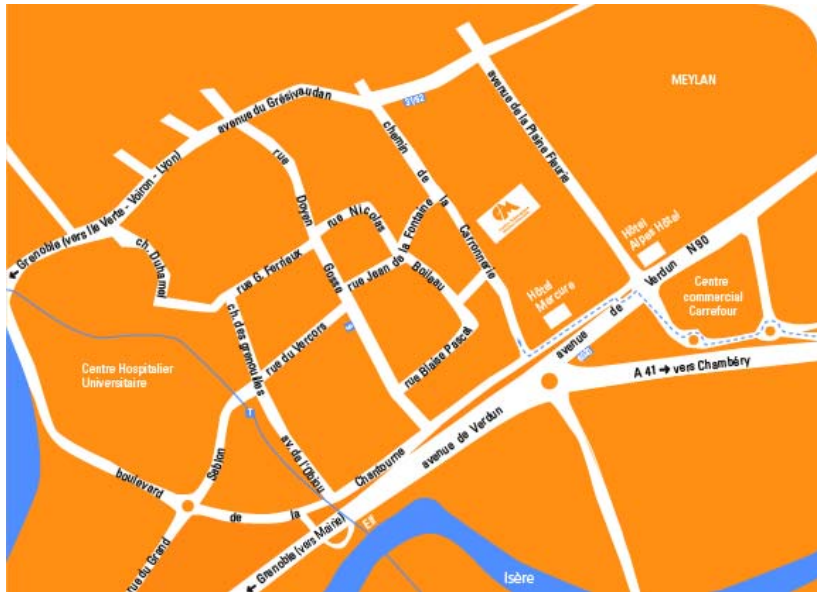 MEYLAN
avenue du Grésivaudan
avenue de la Plaine Fleurie
← Grenoble (vers Ile Verte - Voiron - Lyon)
rue Doyen Gosse
chemin de la Carronnerie
rue Nicolas Boileau
rue Jean de la Fontaine
ch. Duhamel
rue G. Ferrieux
Hôtel
Alpes Hôtel
Hôtel
Mercure
avenue de Verdun N90
Centre
commercial
Carrefour
ch. des grenouilles
rue du Vercors
rue Blaise Pascal
Centre Hospitalier
Universitaire
A 41 → vers Chambéry
T
avenue de Verdun
av. de l'Obiou
Sablon
boulevard de la Chantourne
rue du Grand
← Grenoble (vers Mairie)
Isère